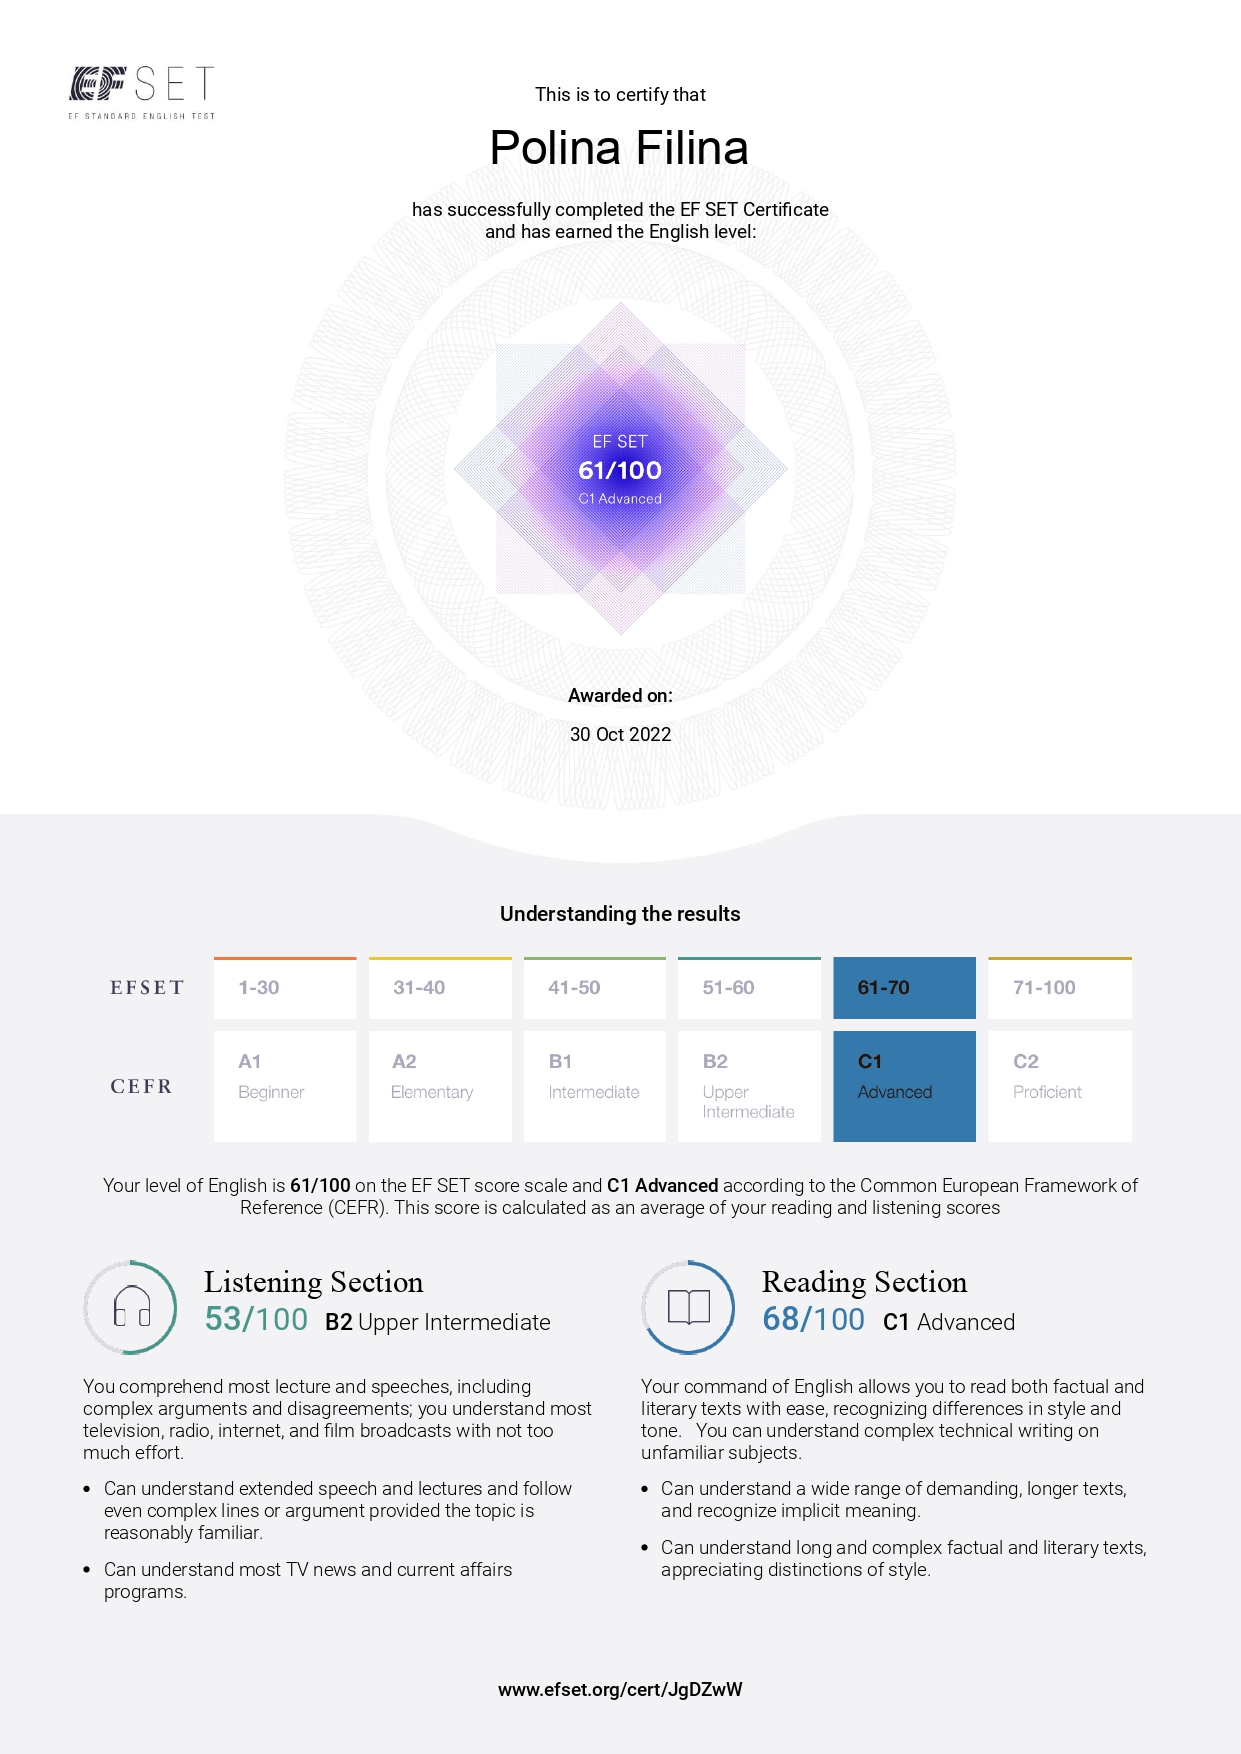 EF SET
EF STANDARD ENGLISH TEST
This is to certify that
Polina Filina
has successfully completed the EF SET Certificate
and has earned the English level:
EF SET
61/100
C1 Advanced
Awarded on:
30 Oct 2022
Understanding the results
EFSET 1-30 31-40 41-50 51-60 61-70 71-100
CEFR
A1 A2 B1 B2 C1 C2
Beginner Elementary Intermediate Upper Advanced Proficient
Intermediate
Your level of English is 61/100 on the EF SET score scale and C1 Advanced according to the Common European Framework of
Reference (CEFR). This score is calculated as an average of your reading and listening scores
Listening Section
53/100 B2 Upper Intermediate
You comprehend most lecture and speeches, including
complex arguments and disagreements; you understand most
television, radio, internet, and film broadcasts with not too
much effort.
• Can understand extended speech and lectures and follow
even complex lines or argument provided the topic is
reasonably familiar.
• Can understand most TV news and current affairs
programs.
Reading Section
68/100 C1 Advanced
Your command of English allows you to read both factual and
literary texts with ease, recognizing differences in style and
tone. You can understand complex technical writing on
unfamiliar subjects.
• Can understand a wide range of demanding, longer texts,
and recognize implicit meaning.
• Can understand long and complex factual and literary texts,
appreciating distinctions of style.
www.efset.org/cert/JgDZwW